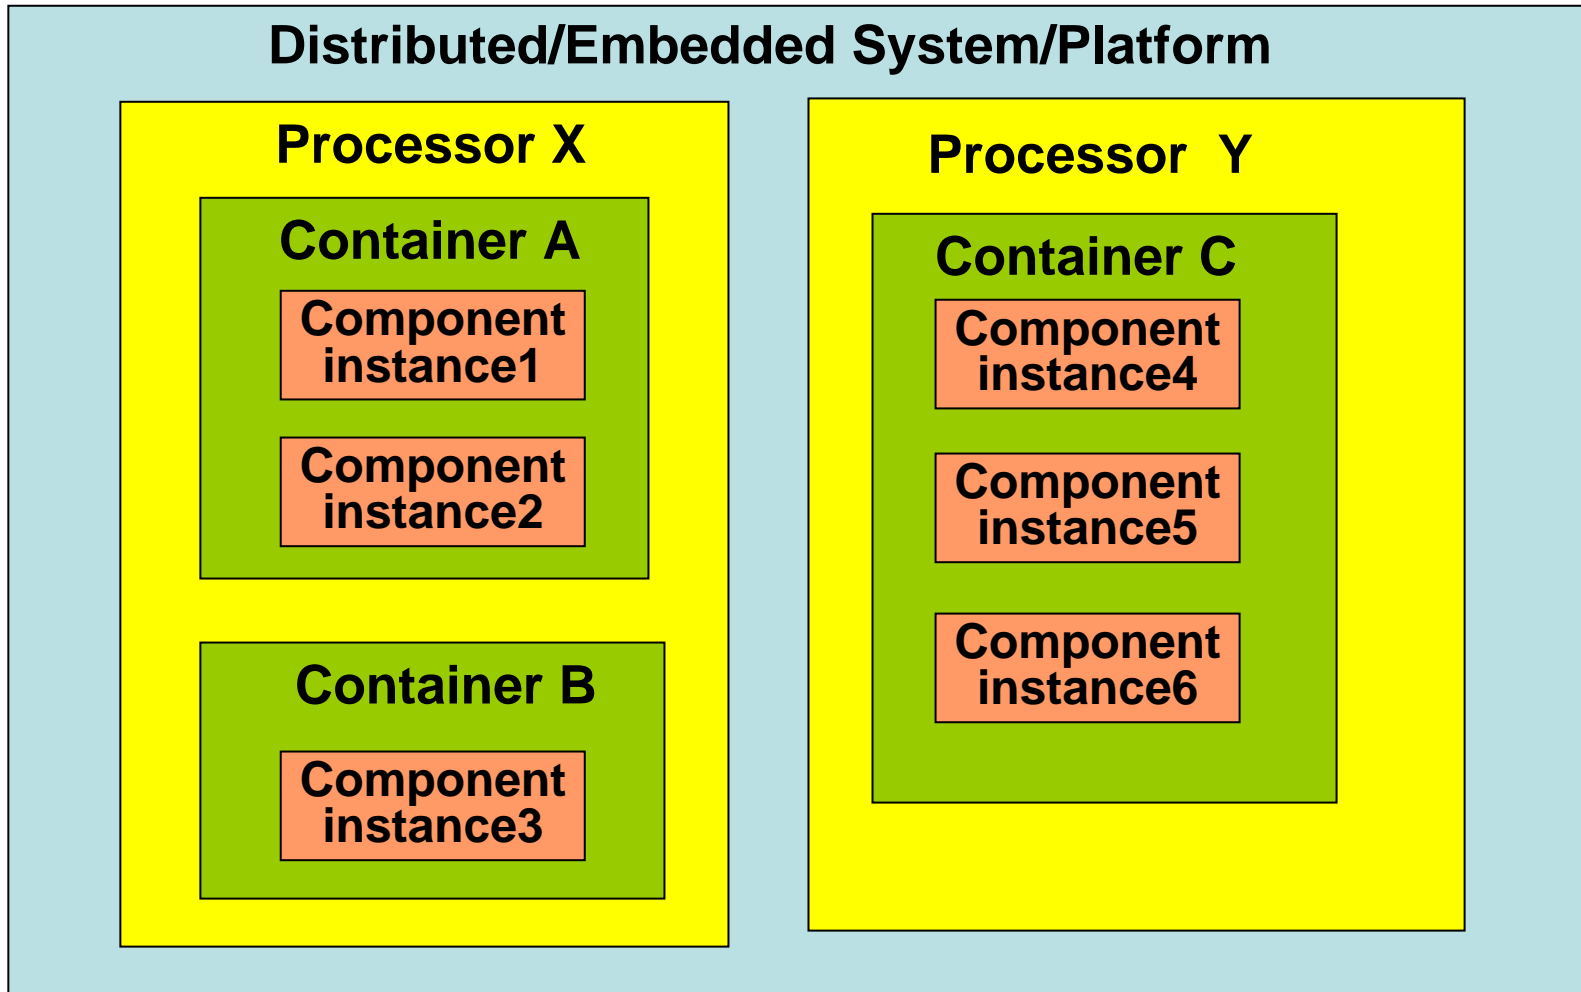 Distributed/Embedded System/Platform
Processor X
Container A
Component
instance1
Component
instance2
Container B
Component
instance3
Processor Y
Container C
Component
instance4
Component
instance5
Component
instance6